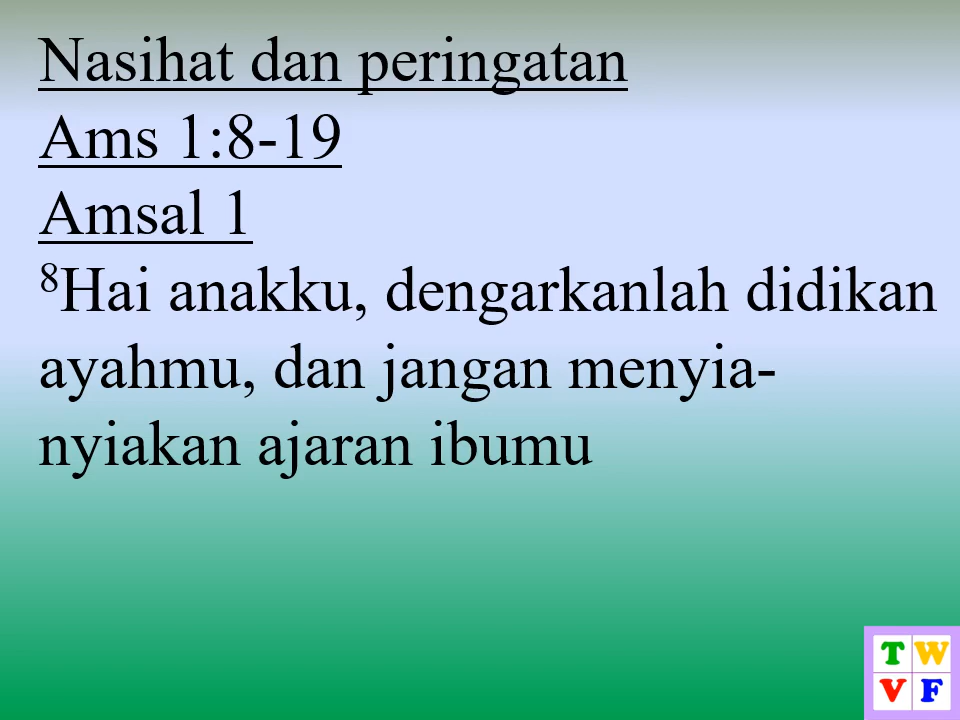 Nasihat dan peringatan
Ams 1:8-19
Amsal 1
⁸Hai anakku, dengarkanlah didikan
ayahmu, dan jangan menyia-
nyiakan ajaran ibumu
T W
V F